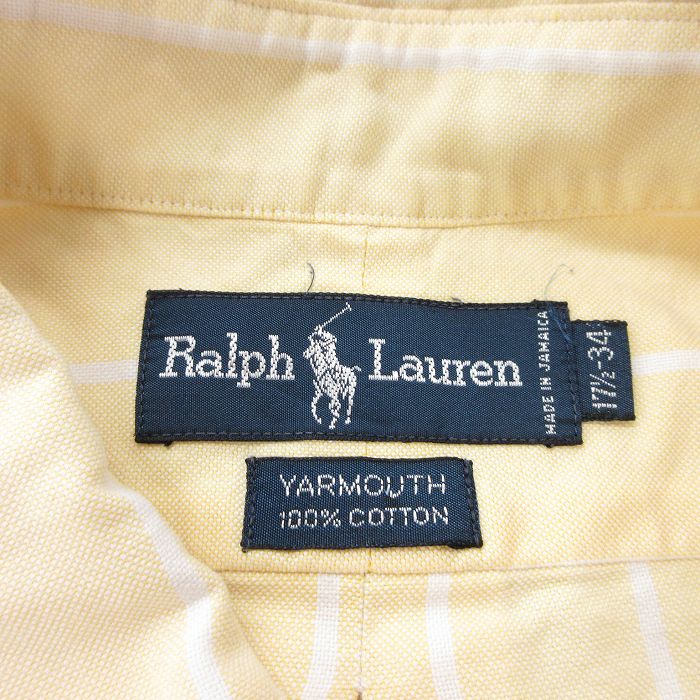 Ralph Lauren
MADE IN JAMAICA
17½-34
YARMOUTH
100% COTTON